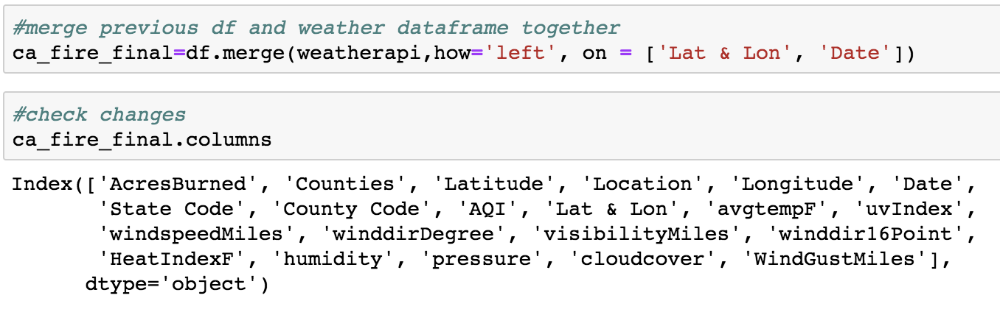 #merge previous df and weather dataframe together
ca_fire_final=df.merge(weatherapi,how='left', on = ['Lat & Lon', 'Date'])
#check changes
ca_fire_final.columns
Index(['AcresBurned', 'Counties', 'Latitude', 'Location', 'Longitude', 'Date',
       'State Code', 'County Code', 'AQI', 'Lat & Lon', 'avgtempF', 'uvIndex',
       'windspeedMiles', 'winddirDegree', 'visibilityMiles', 'winddir16Point',
       'HeatIndexF', 'humidity', 'pressure', 'cloudcover', 'WindGustMiles'],
      dtype='object')